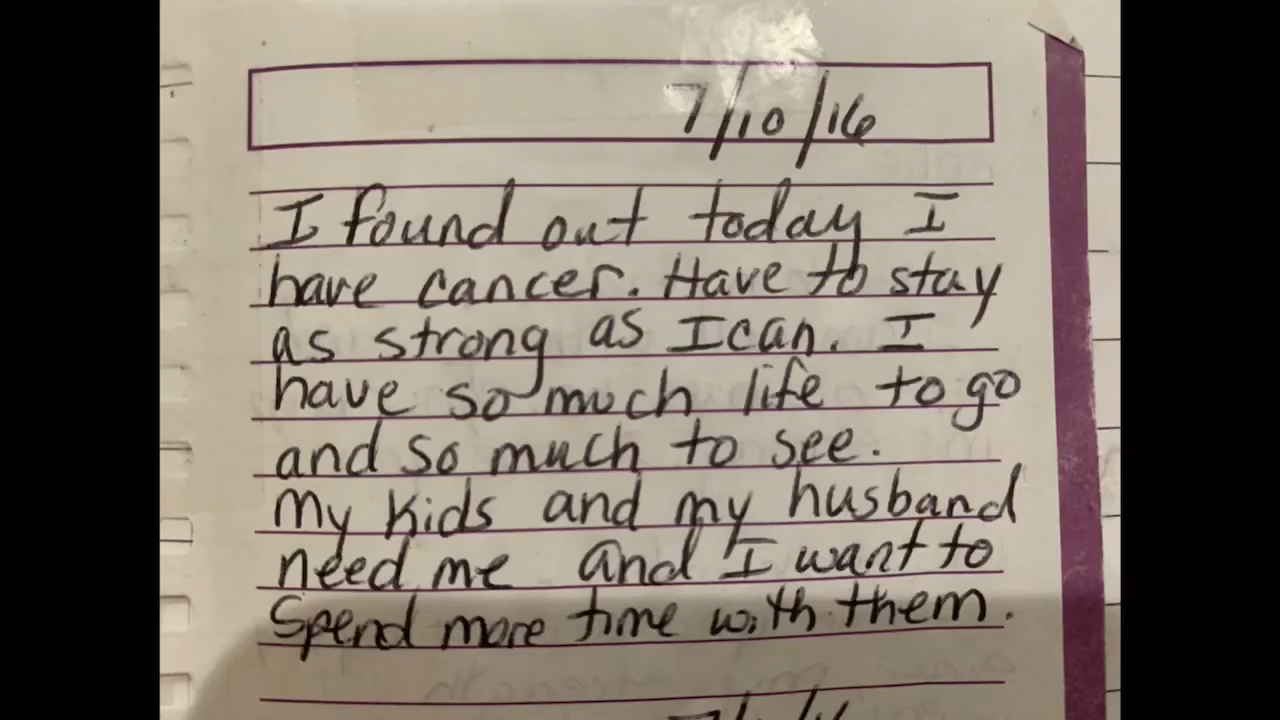 7/10/16
I found out today I
have cancer. Have to stay
as strong as I can. I
have so much life to go
and so much to see.
My kids and my husband
need me and I want to
Spend more time with them.